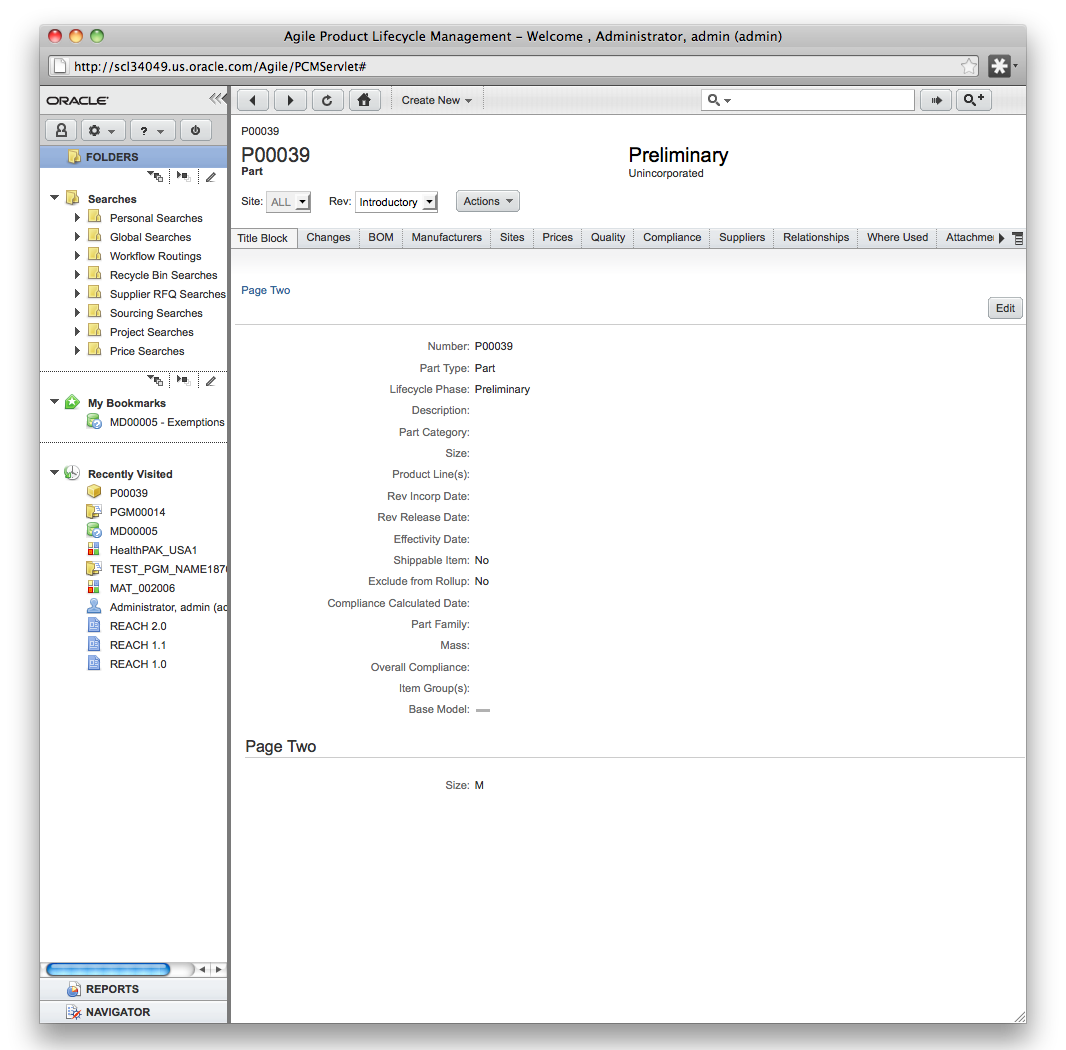 Agile Product Lifecycle Management – Welcome , Administrator, admin (admin)
http://scl34049.us.oracle.com/Agile/PCMServlet#
ORACLE
Create New
?
FOLDERS
Searches
Personal Searches
Global Searches
Workflow Routings
Recycle Bin Searches
Supplier RFQ Searches
Sourcing Searches
Project Searches
Price Searches
My Bookmarks
MD00005 - Exemptions
Recently Visited
P00039
PGM00014
MD00005
HealthPAK_USA1
TEST_PGM_NAME187
MAT_002006
Administrator, admin (ad
REACH 2.0
REACH 1.1
REACH 1.0
REPORTS
NAVIGATOR
P00039
P00039
Part
Preliminary
Unincorporated
Site: ALL Rev: Introductory Actions
Title Block Changes BOM Manufacturers Sites Prices Quality Compliance Suppliers Relationships Where Used Attachme
Page Two
Edit
Number: P00039
Part Type: Part
Lifecycle Phase: Preliminary
Description:
Part Category:
Size:
Product Line(s):
Rev Incorp Date:
Rev Release Date:
Effectivity Date:
Shippable Item: No
Exclude from Rollup: No
Compliance Calculated Date:
Part Family:
Mass:
Overall Compliance:
Item Group(s):
Base Model:
Page Two
Size: M